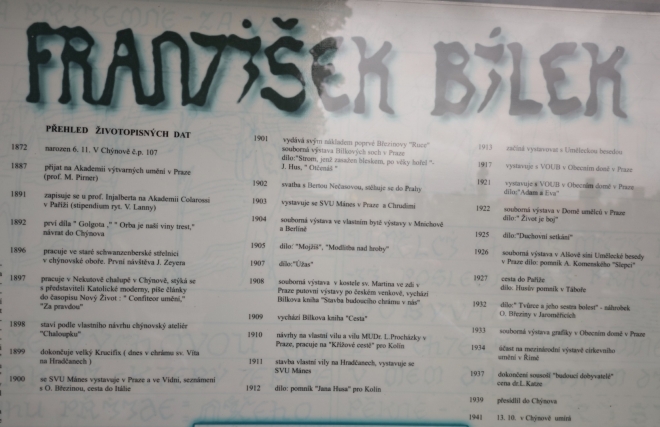 FRANTIŠEK BÍLEK
PŘEHLED ŽIVOTOPISNÝCH DAT
1872 narozen 6. 11. V Chýnově č.p. 107
1887 přijat na Akademii výtvarných umění v Praze
(prof. M. Pirner)
1891 zapisuje se u prof. Injalberta na Akademii Colarossi
v Paříži (stipendium ryt. V. Lanny)
1892 první díla " Golgota ," " Orba je naší viny trest,"
návrat do Chýnova
1896 pracuje ve staré schwanzenberské střelnici
v chýnovské oboře. První návštěva J. Zeyera
1897 pracuje v Nekutově chalupě v Chýnově, stýká se
s představiteli Katolické moderny, píše články
do časopisu Nový Život : " Confiteor umění,"
"Za pravdou"
1898 staví podle vlastního návrhu chýnovský ateliér
"Chaloupku"
1899 dokončuje velký Krucifix ( dnes v chrámu sv. Víta
na Hradčanech )
1900 se SVU Mánes vystavuje v Praze a ve Vídni, seznámení
s O. Březinou, cesta do Itálie
1901 vydává svým nákladem poprvé Březinovy "Ruce"
souborná výstava Bílkových soch v Praze
dílo:"Strom, jenž zasažen bleskem, po věky hořel "-
J. Hus, " Otčenáš "
1902 svatba s Bertou Nečasovou, stěhuje se do Prahy
1903 vystavuje se SVU Mánes v Praze a Chrudimi
1904 souborná výstava ve vlastním bytě výstavy v Mnichově
a Berlíně
1905 dílo: "Mojžíš", "Modlitba nad hroby"
1907 dílo:"Úžas"
1908 souborná výstava v kostele sv. Martina ve zdi v
Praze putovní výstavy po českém venkově, vychází
Bílkova kniha "Stavba budoucího chrámu v nás"
1909 vychází Bílkova kniha "Cesta"
1910 návrhy na vlastní vilu a vilu MUDr. I.Procházky v
Praze, pracuje na "Křížové cestě" pro Kolín
1911 stavba vlastní vily na Hradčanech, vystavuje se
SVU Mánes
1912 dílo: pomník "Jana Husa" pro Kolín
1913 začíná vystavovat s Uměleckou besedou
1917 vystavuje s VOUB v Obecním domě v Praze
1921 vystavuje s VOUB v Obecním domě v Praze
dílo:"Adam a Eva"
1922 souborná výstava v Domě umělců v Praze
dílo: " Život je boj"
1925 dílo:"Duchovní setkání"
1926 souborná výstava v Alšově síni Umělecké besedy
v Praze dílo: pomník A. Komenského "Slepci"
1927 cesta do Paříže
dílo: Husův pomník v Táboře
1932 dílo:" Tvůrce a jeho sestra bolest" - náhrobek
O. Březiny v Jaroměřicích
1933 souborná výstava grafiky v Obecním domě v Praze
1934 účast na mezinárodní výstavě církevního
umění v Římě
1937 dokončení sousoší "budoucí dobyvatelé"
cena dr.L.Katze
1939 přesídlil do Chýnova
1941 13. 10. v Chýnově umírá